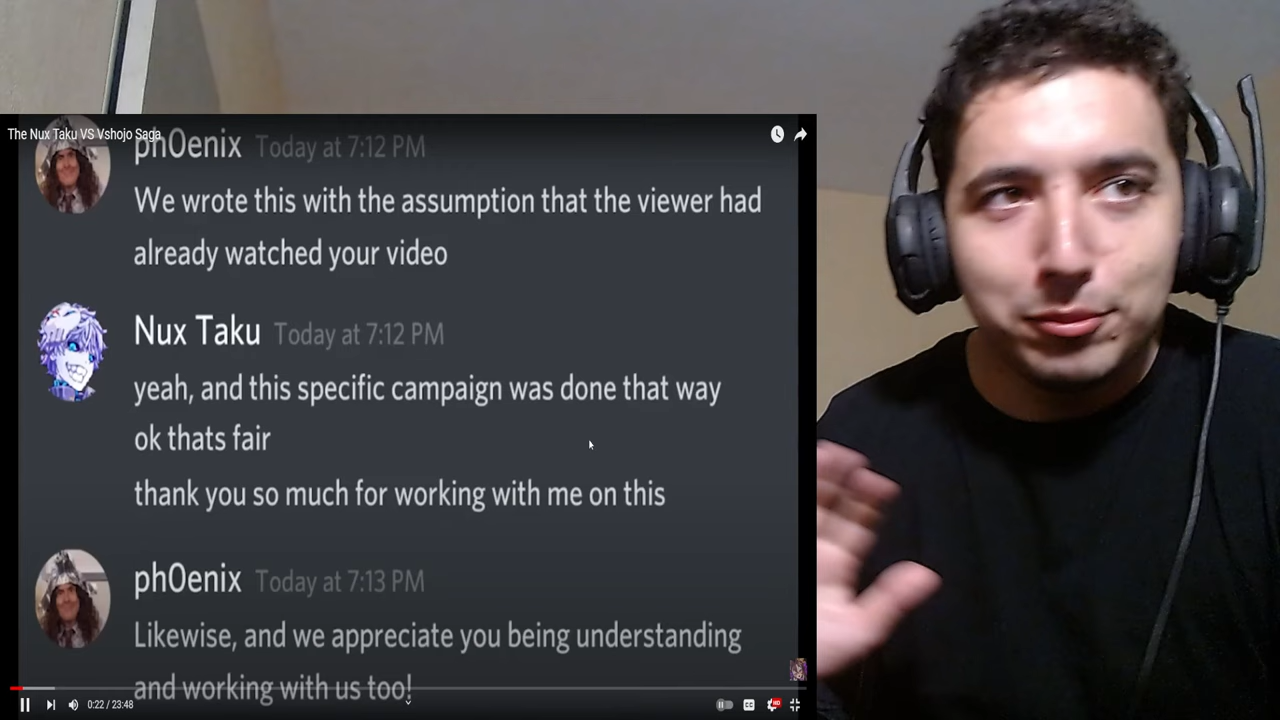 The Nux Taku VS Vshojo Saga
ph0enix Today at 7:12 PM
We wrote this with the assumption that the viewer had
already watched your video
Nux Taku Today at 7:12 PM
yeah, and this specific campaign was done that way
ok thats fair
thank you so much for working with me on this
ph0enix Today at 7:13 PM
Likewise, and we appreciate you being understanding
and working with us too!
0:22 / 23:48
CC
HD